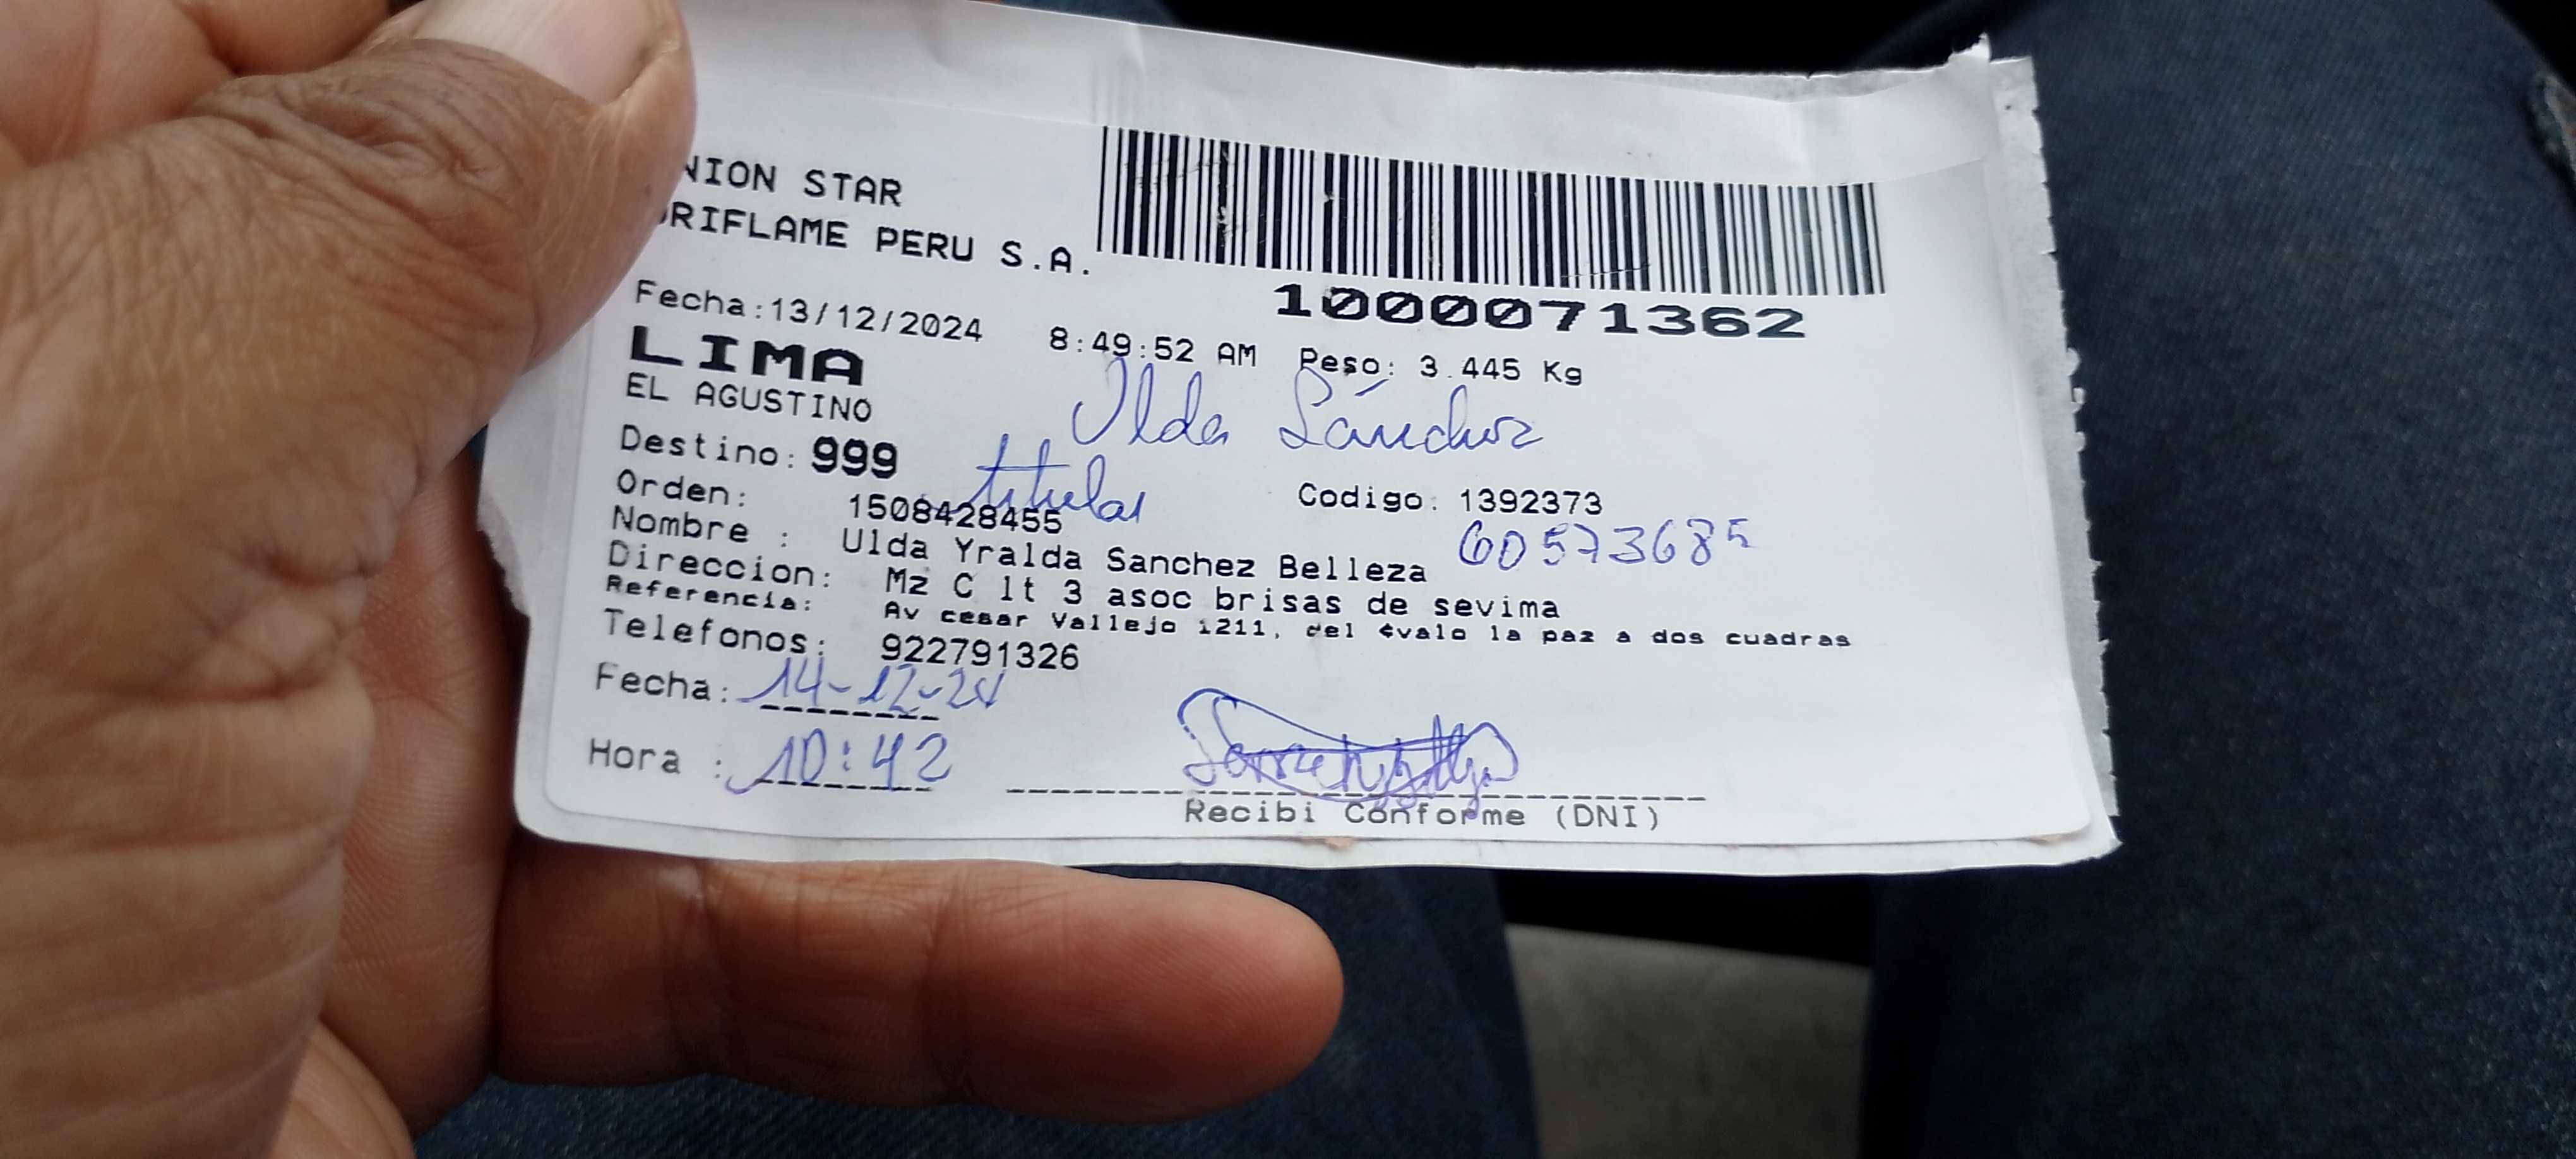 NION STAR
ORIFLAME PERU S.A.
1000071362
Fecha:13/12/2024 8:49:52 AM Peso: 3.445 Kg
LIMA
EL AGUSTINO
Ulda Sánchez
Destino: 999
titular
Orden: 1508428455 Codigo: 1392373
60573685
Nombre : Ulda Yralda Sanchez Belleza
Direccion: Mz C lt 3 asoc brisas de sevima
Referencia: Av cesar Vallejo 1211, del ¢valo la paz a dos cuadras
Telefonos: 922791326
Fecha: 14-12-24
Hora : 10:42
Recibi Conforme (DNI)